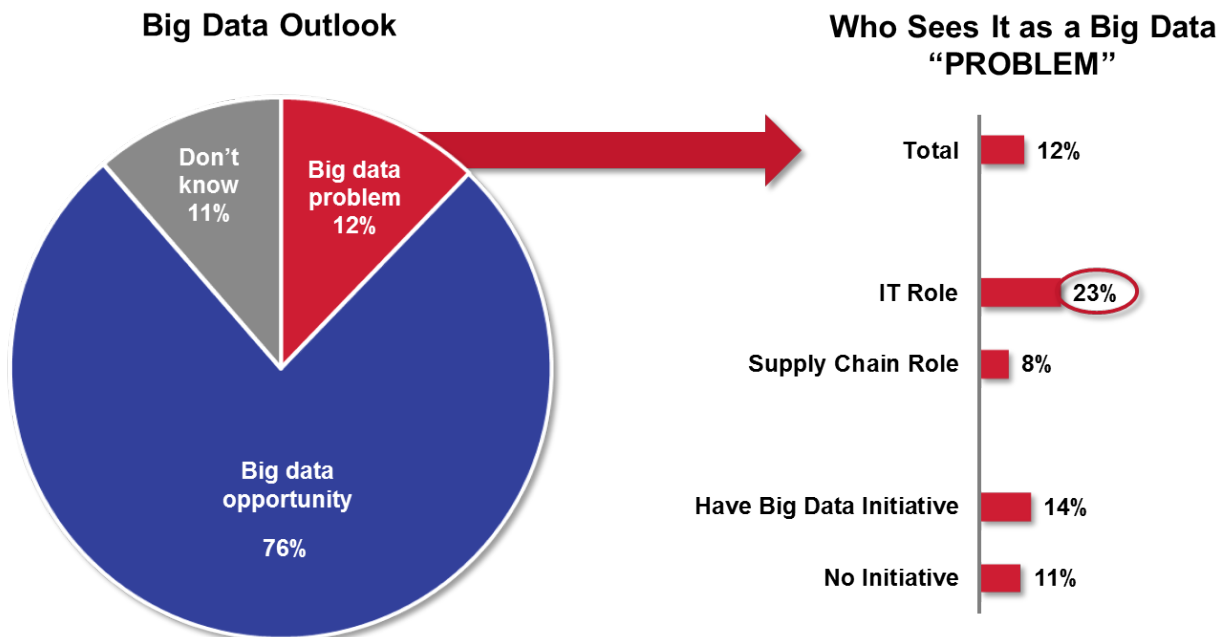 Big Data Outlook
Don’t
know
11%
Big data
problem
12%
Big data
opportunity
76%
Who Sees It as a Big Data
“PROBLEM”
Total 12%
IT Role 23%
Supply Chain Role 8%
Have Big Data Initiative 14%
No Initiative 11%